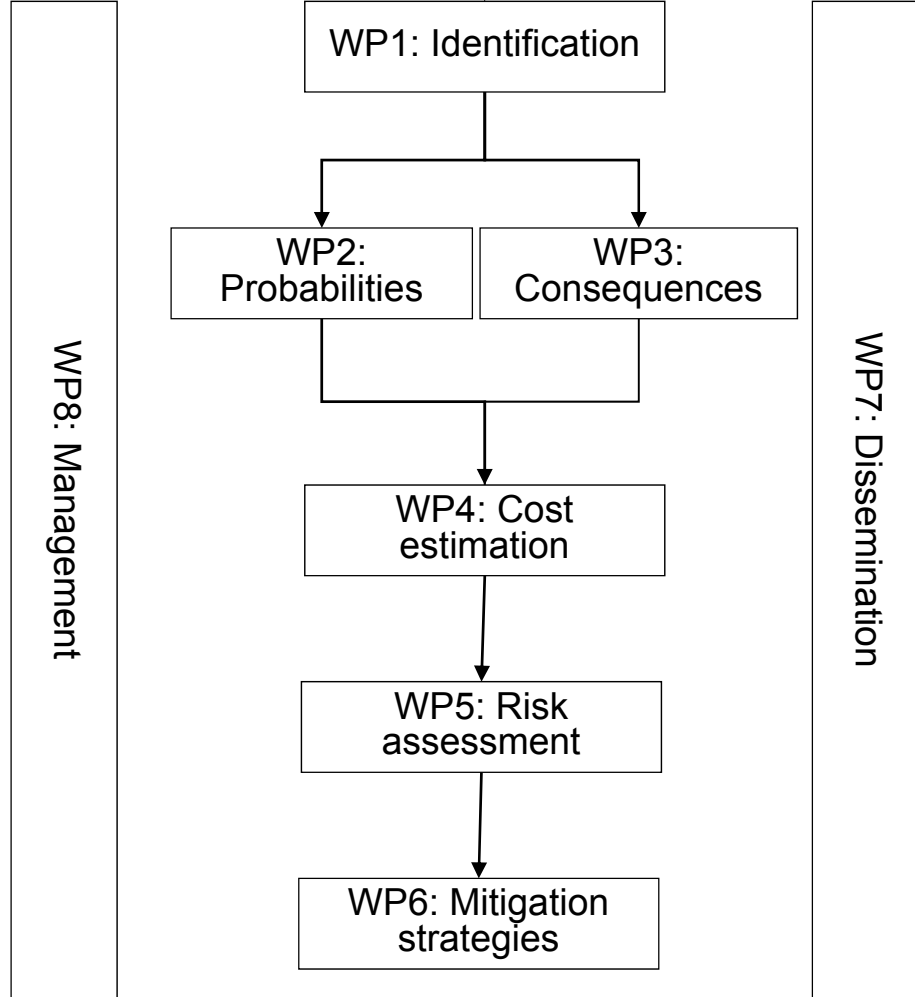 WP1: Identification
WP2:
Probabilities
WP3:
Consequences
WP8: Management
WP7: Dissemination
WP4: Cost
estimation
WP5: Risk
assessment
WP6: Mitigation
strategies